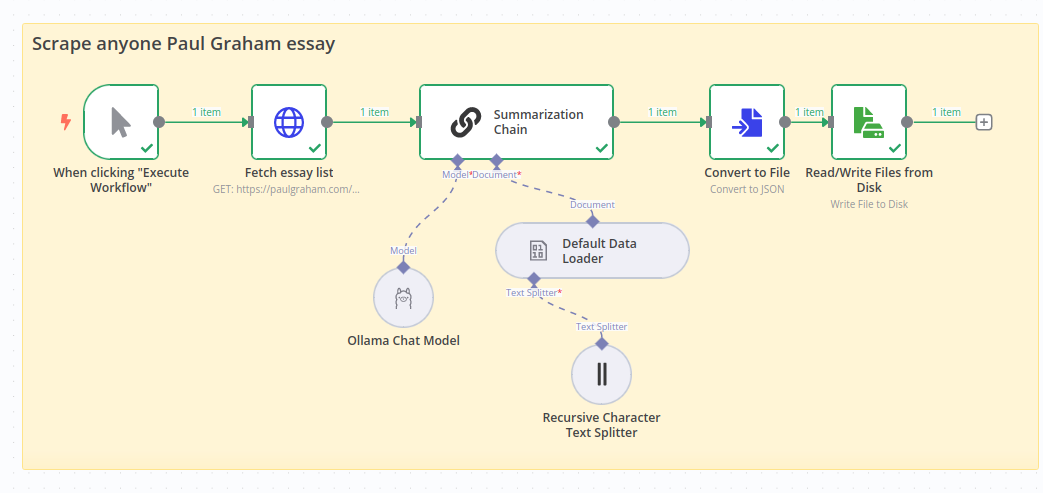 Scrape anyone Paul Graham essay
1 item
1 item
Summarization
Chain
1 item
1 item
1 item
When clicking "Execute
Workflow"
Fetch essay list
GET: https://paulgraham.com/...
Model*
Document*
Convert to File
Convert to JSON
Read/Write Files from
Disk
Write File to Disk
Document
Model
Default Data
Loader
Text Splitter*
Text Splitter
Ollama Chat Model
Recursive Character
Text Splitter